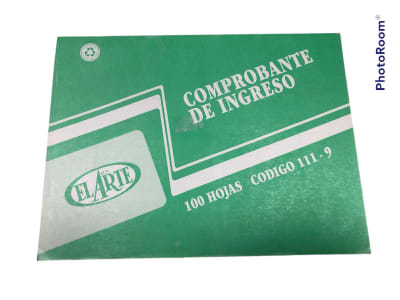 COMPROBANTE
DE INGRESO
EL ARTE
100 HOJAS CODIGO 111 - 9
PhotoRoom®